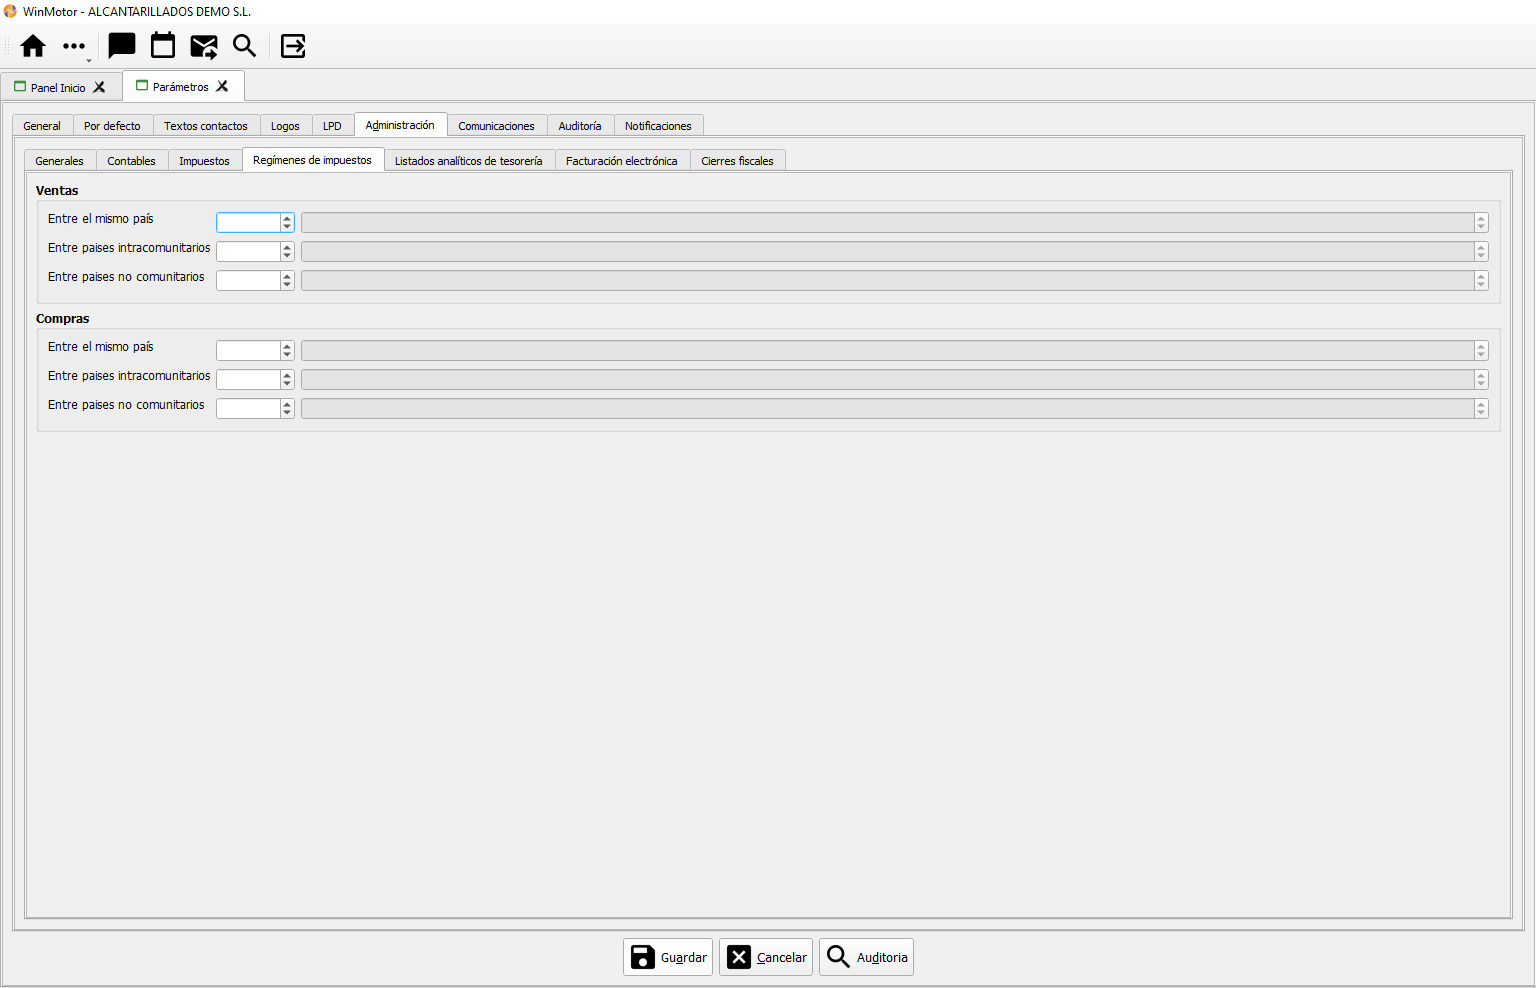 WinMotor - ALCANTARILLADOS DEMO S.L.
Panel Inicio
Parámetros
General
Por defecto
Textos contactos
Logos
LPD
Administración
Comunicaciones
Auditoría
Notificaciones
Generales
Contables
Impuestos
Regímenes de impuestos
Listados analíticos de tesorería
Facturación electrónica
Cierres fiscales
Ventas
Entre el mismo país
Entre paises intracomunitarios
Entre paises no comunitarios
Compras
Entre el mismo país
Entre paises intracomunitarios
Entre paises no comunitarios
Guardar
Cancelar
Auditoria